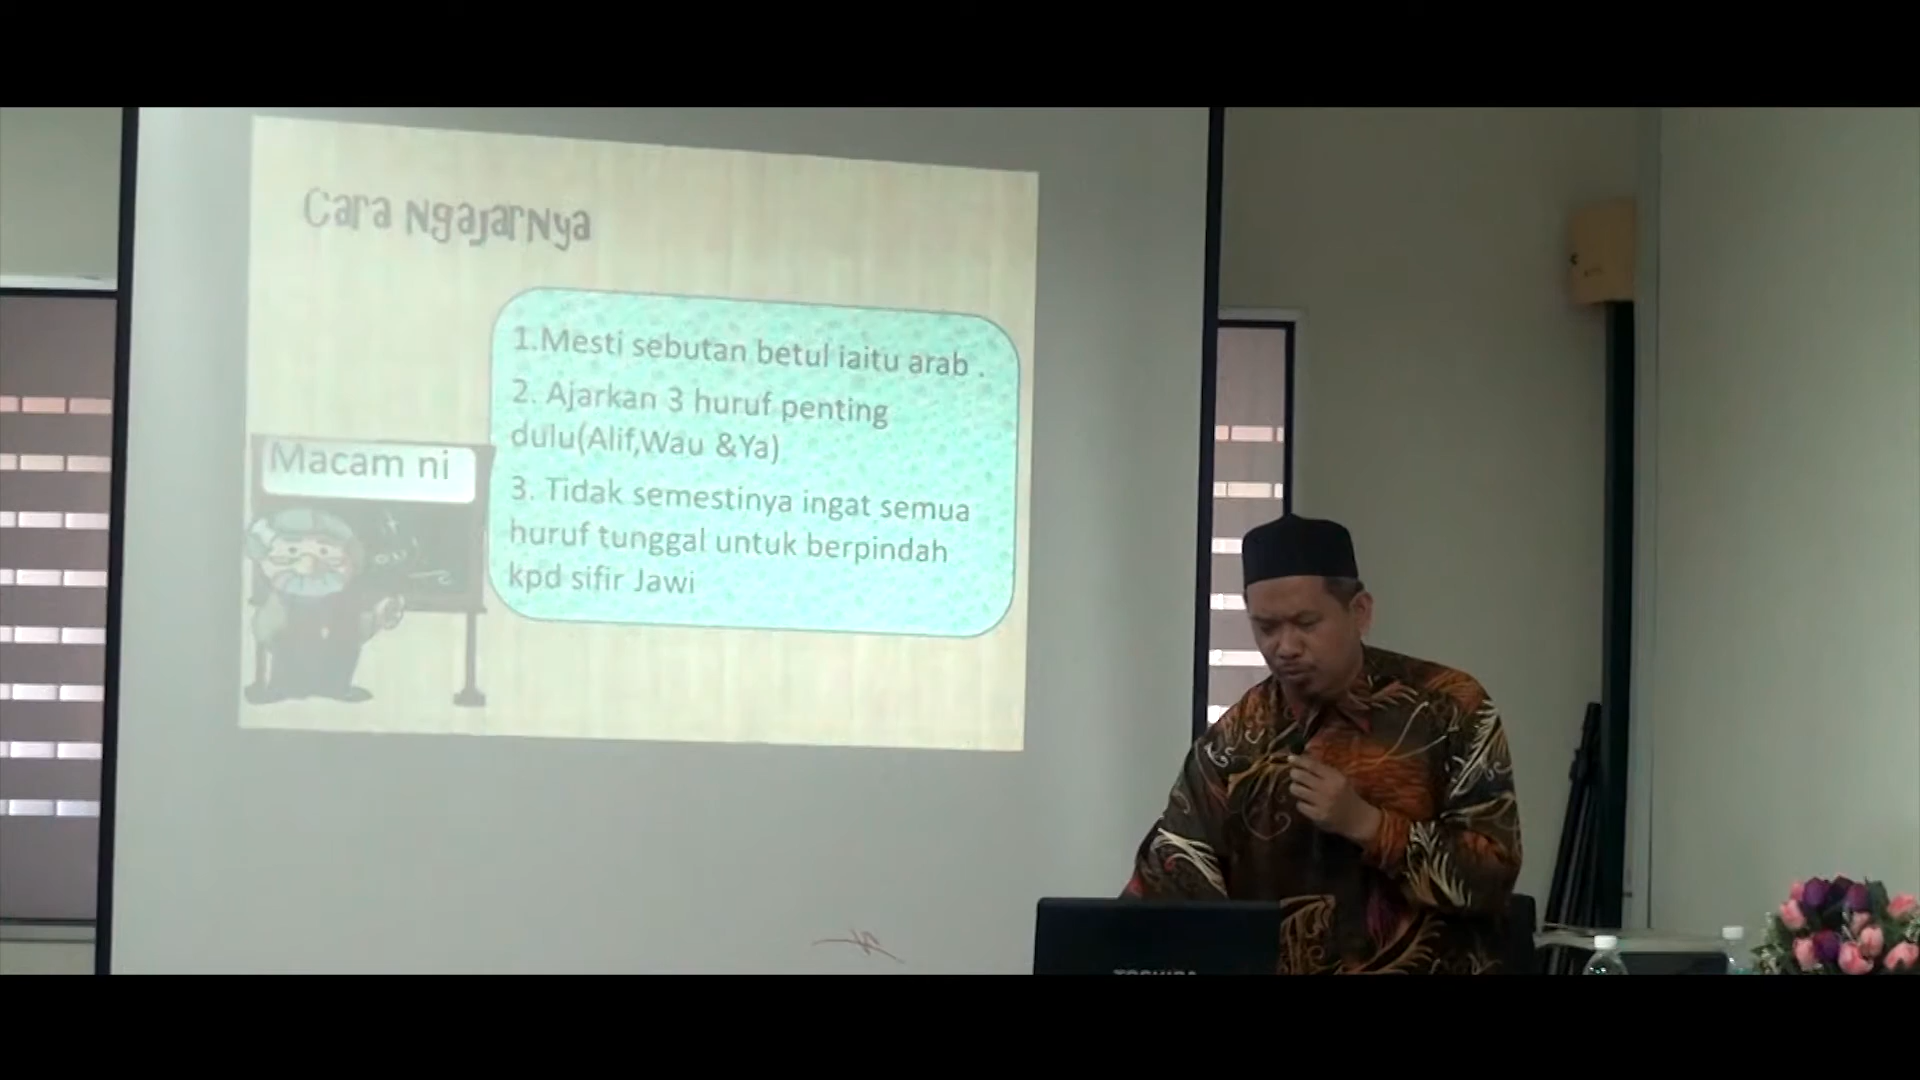 Cara Ngajarnya
1.Mesti sebutan betul iaitu arab .
2. Ajarkan 3 huruf penting
dulu(Alif,Wau &Ya)
3. Tidak semestinya ingat semua
huruf tunggal untuk berpindah
kpd sifir Jawi
Macam ni
TOSHIBA